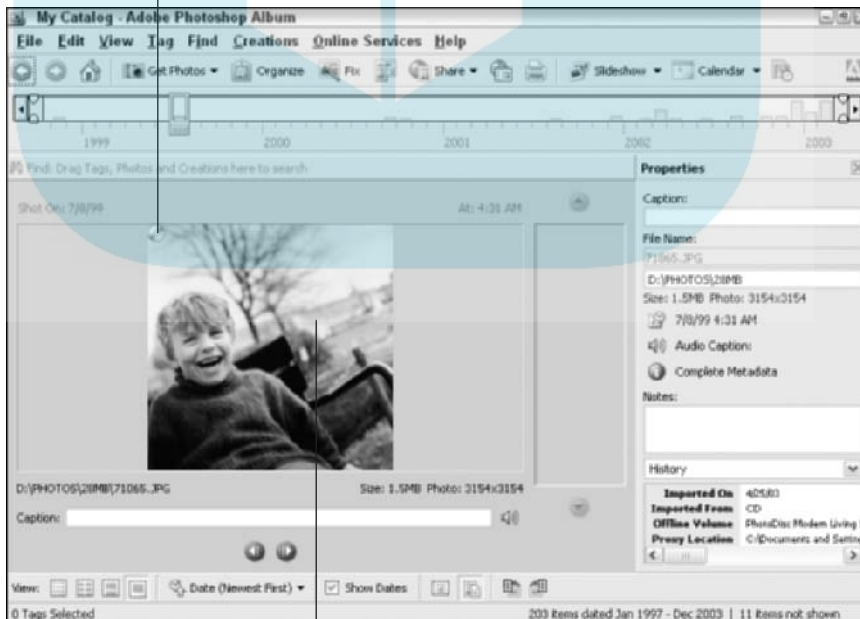 My Catalog - Adobe Photoshop Album
File Edit View Tag Find Creations Online Services Help
Get Photos Organize Fix Share Slideshow Calendar
1999 2000 2001 2002 2003
Find: Drag Tags, Photos and Creations here to search
Properties
Shot On: 7/8/99 At: 4:31 AM
Caption:
File Name:
71065.JPG
D:\PHOTOS\28MB
Size: 1.5MB Photo: 3154x3154
7/8/99 4:31 AM
Audio Caption:
Complete Metadata
Notes:
D:\PHOTOS\28MB\71065.JPG Size: 1.5MB Photo: 3154x3154
Caption:
History
Imported On 4/25/03
Imported From CD
Offline Volume PhotoDisc Modern Living
Proxy Location C:\Documents and Setting
View: Date (Newest First) Show Dates
0 Tags Selected
203 items dated Jan 1997 - Dec 2003 | 11 items not shown